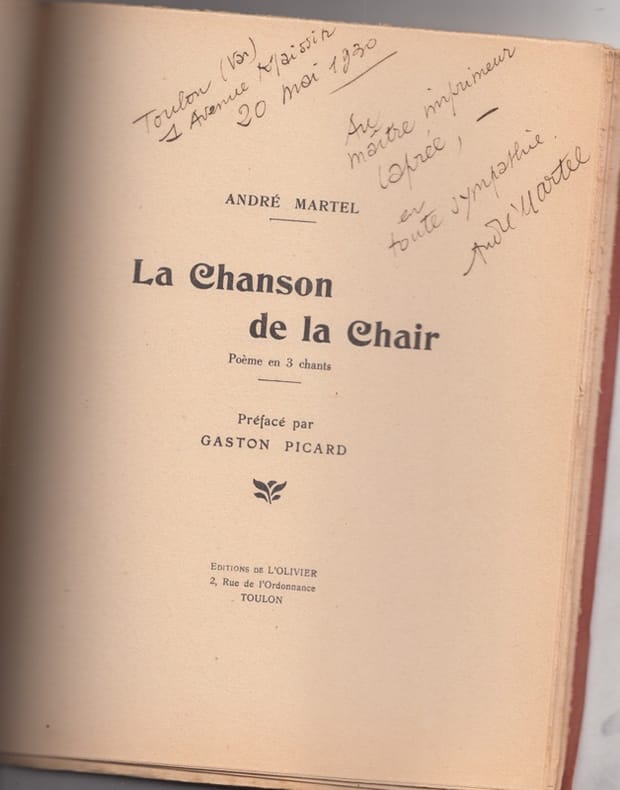 Toulon (Var)
1 Avenue Maissin
20 mai 1930
Au
maître imprimeur
en
toute sympathie.
André Martel
ANDRÉ MARTEL
La Chanson
de la Chair
Poème en 3 chants
Préfacé par
GASTON PICARD
EDITIONS DE L'OLIVIER
2, Rue de l'Ordonnance
TOULON